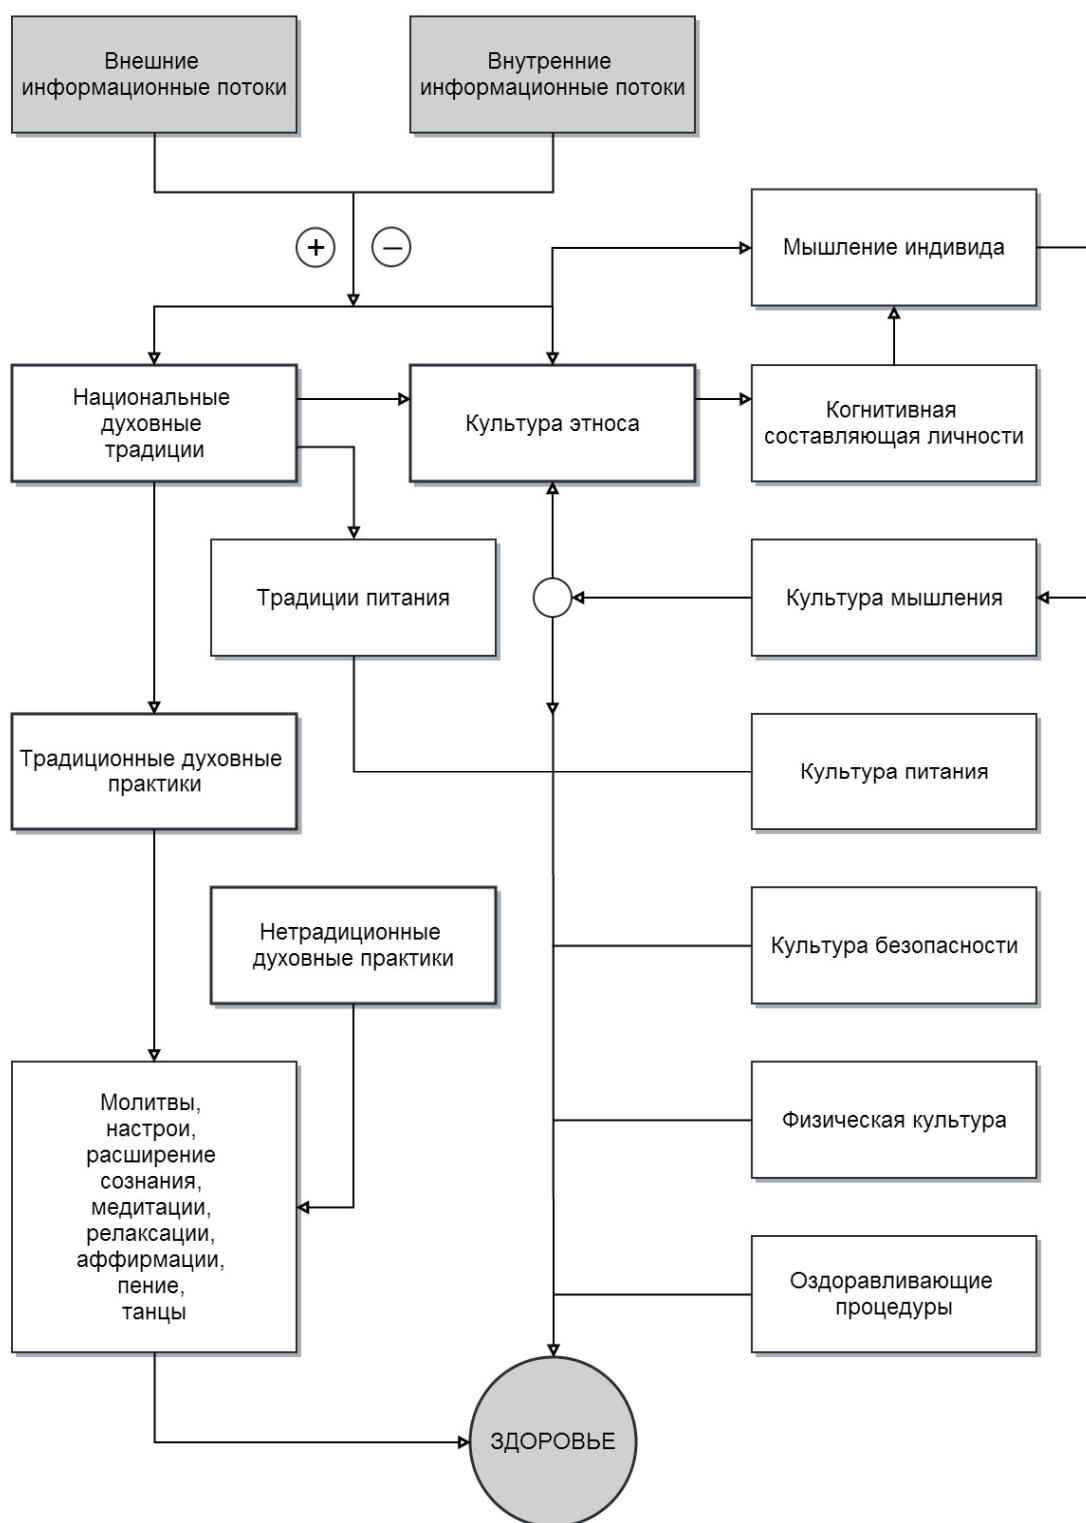 Внешние
информационные потоки
Внутренние
информационные потоки
+
−
Мышление индивида
Национальные
духовные
традиции
Культура этноса
Когнитивная
составляющая личности
Традиции питания
Культура мышления
Традиционные духовные
практики
Культура питания
Нетрадиционные
духовные практики
Культура безопасности
Молитвы,
настрои,
расширение
сознания,
медитации,
релаксации,
аффирмации,
пение,
танцы
Физическая культура
Оздоравливающие
процедуры
ЗДОРОВЬЕ